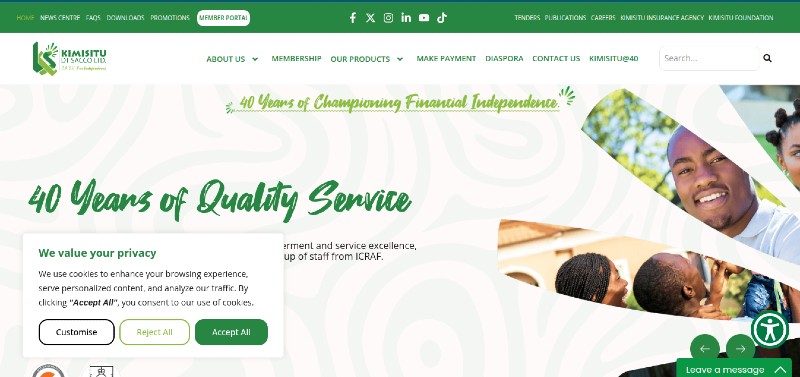 HOME NEWS CENTRE FAQS DOWNLOADS PROMOTIONS MEMBER PORTAL TENDERS PUBLICATIONS CAREERS KIMISITU INSURANCE AGENCY KIMISITU FOUNDATION
KIMISITU
DT SACCO LTD.
ABOUT US MEMBERSHIP OUR PRODUCTS MAKE PAYMENT DIASPORA CONTACT US KIMISITU@40 Search...
40 Years of Championing Financial Independence
40 Years of Quality Service
erment and service excellence,
up of staff from ICRAF.
We value your privacy
We use cookies to enhance your browsing experience,
serve personalized content, and analyze our traffic. By
clicking "Accept All", you consent to our use of cookies.
Customise Reject All Accept All
Leave a message